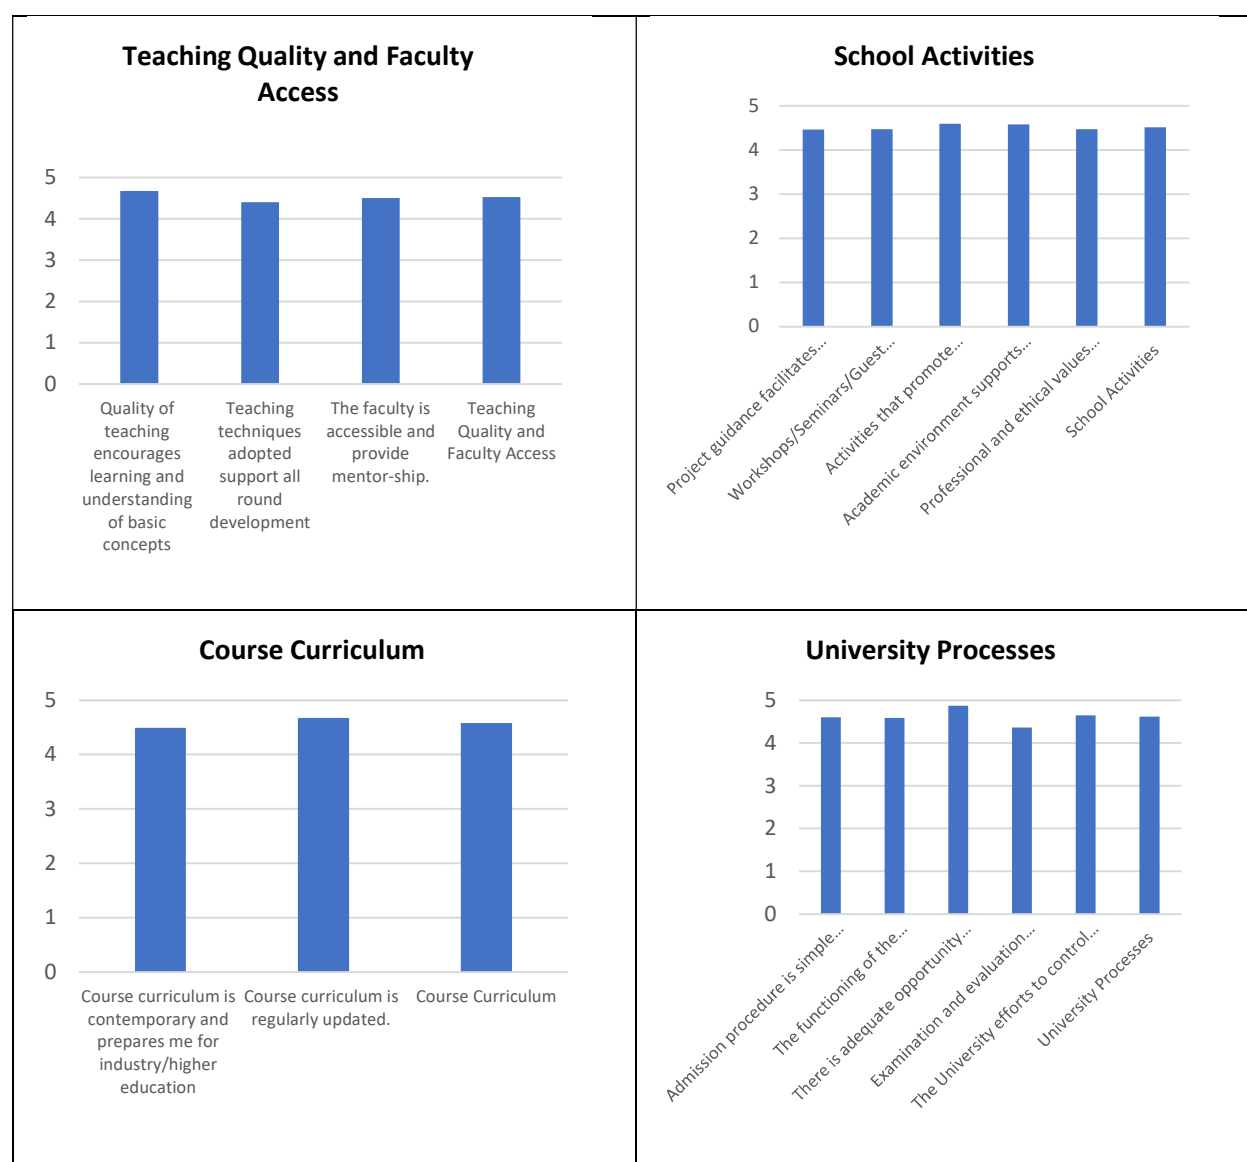 Teaching Quality and Faculty
Access
5
4
3
2
1
0
Quality of
teaching
encourages
learning and
understanding
of basic
concepts
Teaching
techniques
adopted
support all
round
development
The faculty is
accessible and
provide
mentor-ship.
Teaching
Quality and
Faculty Access
School Activities
5
4
3
2
1
0
Project guidance facilitates...
Workshops/Seminars/Guest...
Activities that promote...
Academic environment supports...
Professional and ethical values...
School Activities
Course Curriculum
5
4
3
2
1
0
Course curriculum is
contemporary and
prepares me for
industry/higher
education
Course curriculum is
regularly updated.
Course Curriculum
University Processes
5
4
3
2
1
0
Admission procedure is simple...
The functioning of the...
There is adequate opportunity...
Examination and evaluation...
The University efforts to control...
University Processes